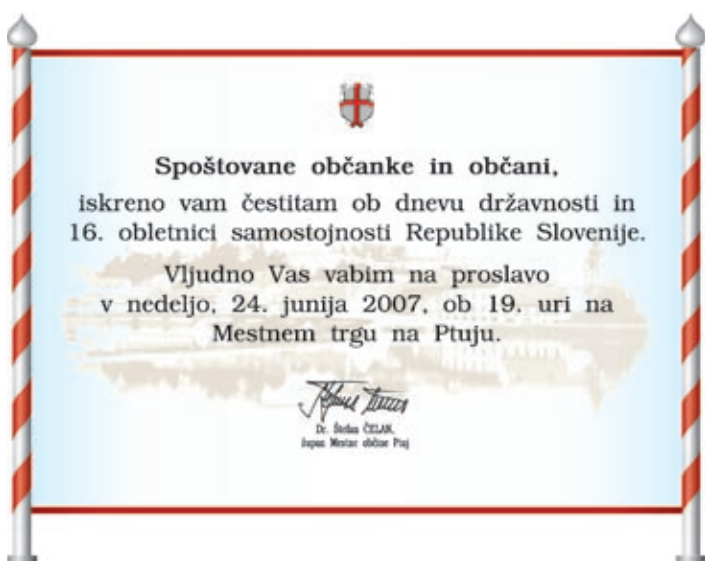 Spoštovane občanke in občani,
iskreno vam čestitam ob dnevu državnosti in
16. obletnici samostojnosti Republike Slovenije.
Vljudno Vas vabim na proslavo
v nedeljo, 24. junija 2007, ob 19. uri na
Mestnem trgu na Ptuju.
Dr. Štefan ČELAN,
župan Mestne občine Ptuj